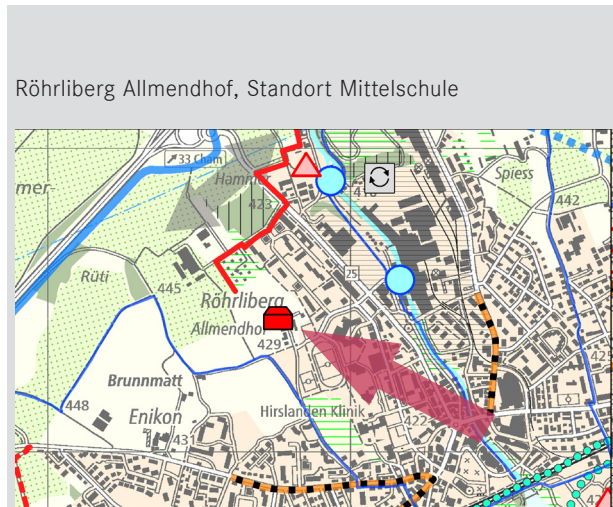 Röhrliberg Allmendhof, Standort Mittelschule
33 Cham
Hammer
Spiess
423
442
Rüti
445
25
Röhrliberg
Allmendhof
429
Brunnmatt
448
Enikon
Hirslanden Klinik
422